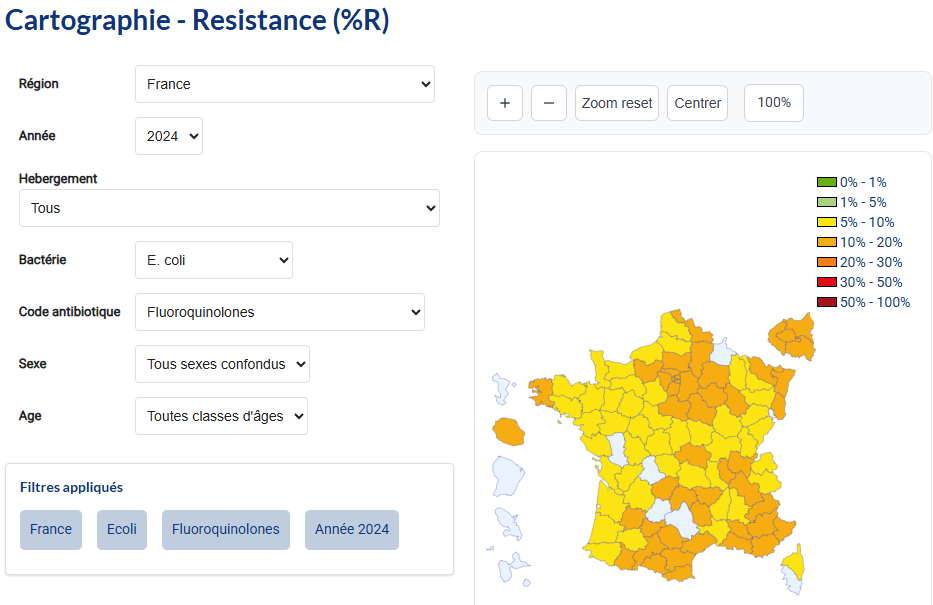 Cartographie - Resistance (%R)
Région
France
Année
2024
Hebergement
Tous
Bactérie
E. coli
Code antibiotique
Fluoroquinolones
Sexe
Tous sexes confondus
Age
Toutes classes d'âges
Filtres appliqués
France Ecoli Fluoroquinolones Année 2024
+ − Zoom reset Centrer 100%
0% - 1%
1% - 5%
5% - 10%
10% - 20%
20% - 30%
30% - 50%
50% - 100%